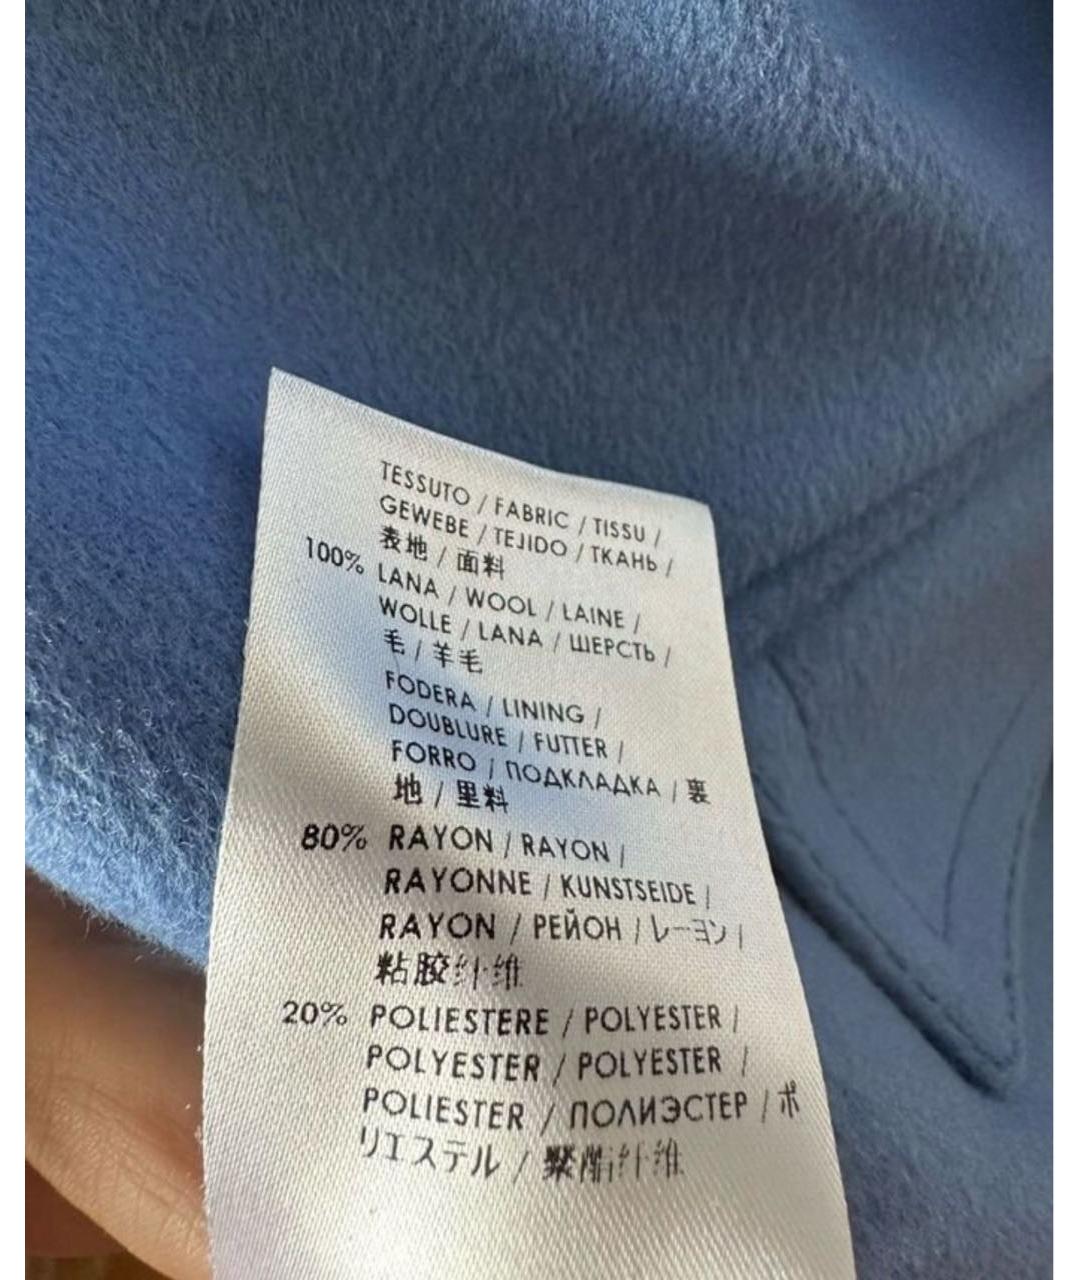 TESSUTO / FABRIC / TISSU /
GEWEBE / TEJIDO / ТКАНЬ /
表地 / 面料
100% LANA / WOOL / LAINE /
WOLLE / LANA / ШЕРСТЬ /
毛 / 羊毛
FODERA / LINING /
DOUBLURE / FUTTER /
FORRO / ПОДКЛАДКА / 裏
地 / 里料
80% RAYON / RAYON /
RAYONNE / KUNSTSEIDE /
RAYON / РЕЙОН / レーヨン /
粘胶纤维
20% POLIESTERE / POLYESTER /
POLYESTER / POLYESTER /
POLIESTER / ПОЛИЭСТЕР / ポ
リエステル / 聚酯纤维